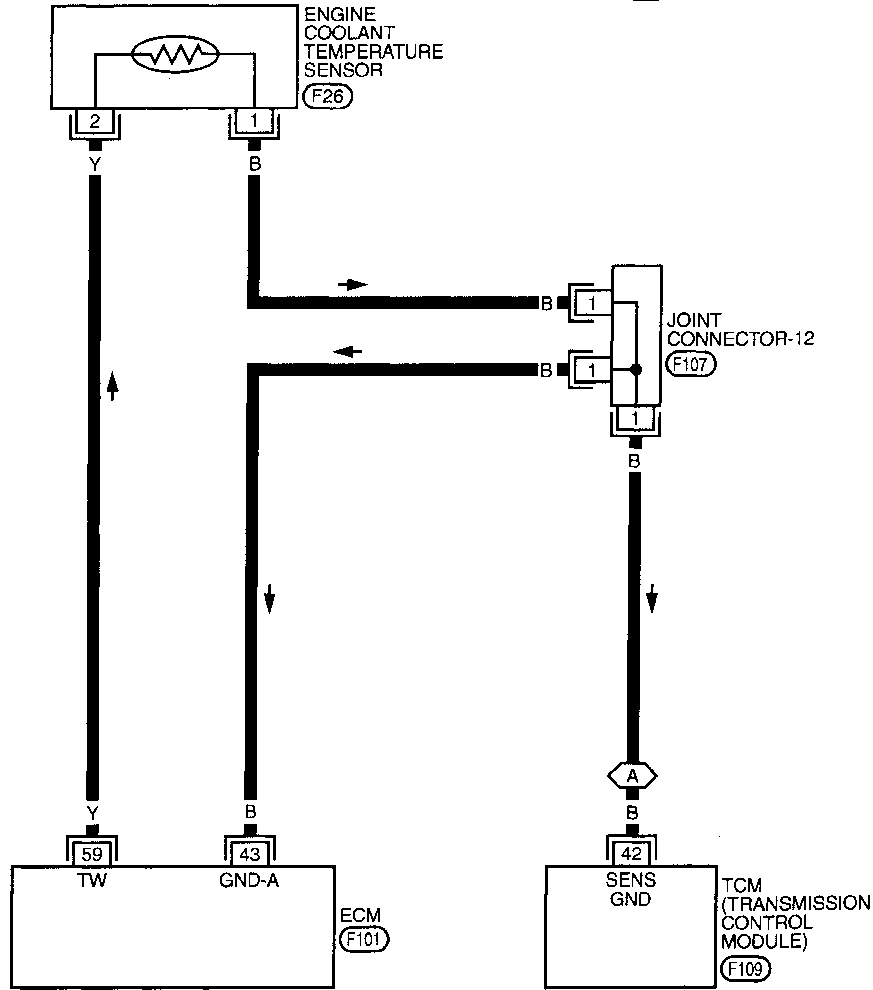 ENGINE
COOLANT
TEMPERATURE
SENSOR
F26
2
1
Y
B
B
1
JOINT
CONNECTOR-12
F107
B
1
1
B
A
Y
B
B
59
43
42
TW
GND-A
SENS
GND
ECM
F101
TCM
(TRANSMISSION
CONTROL
MODULE)
F109